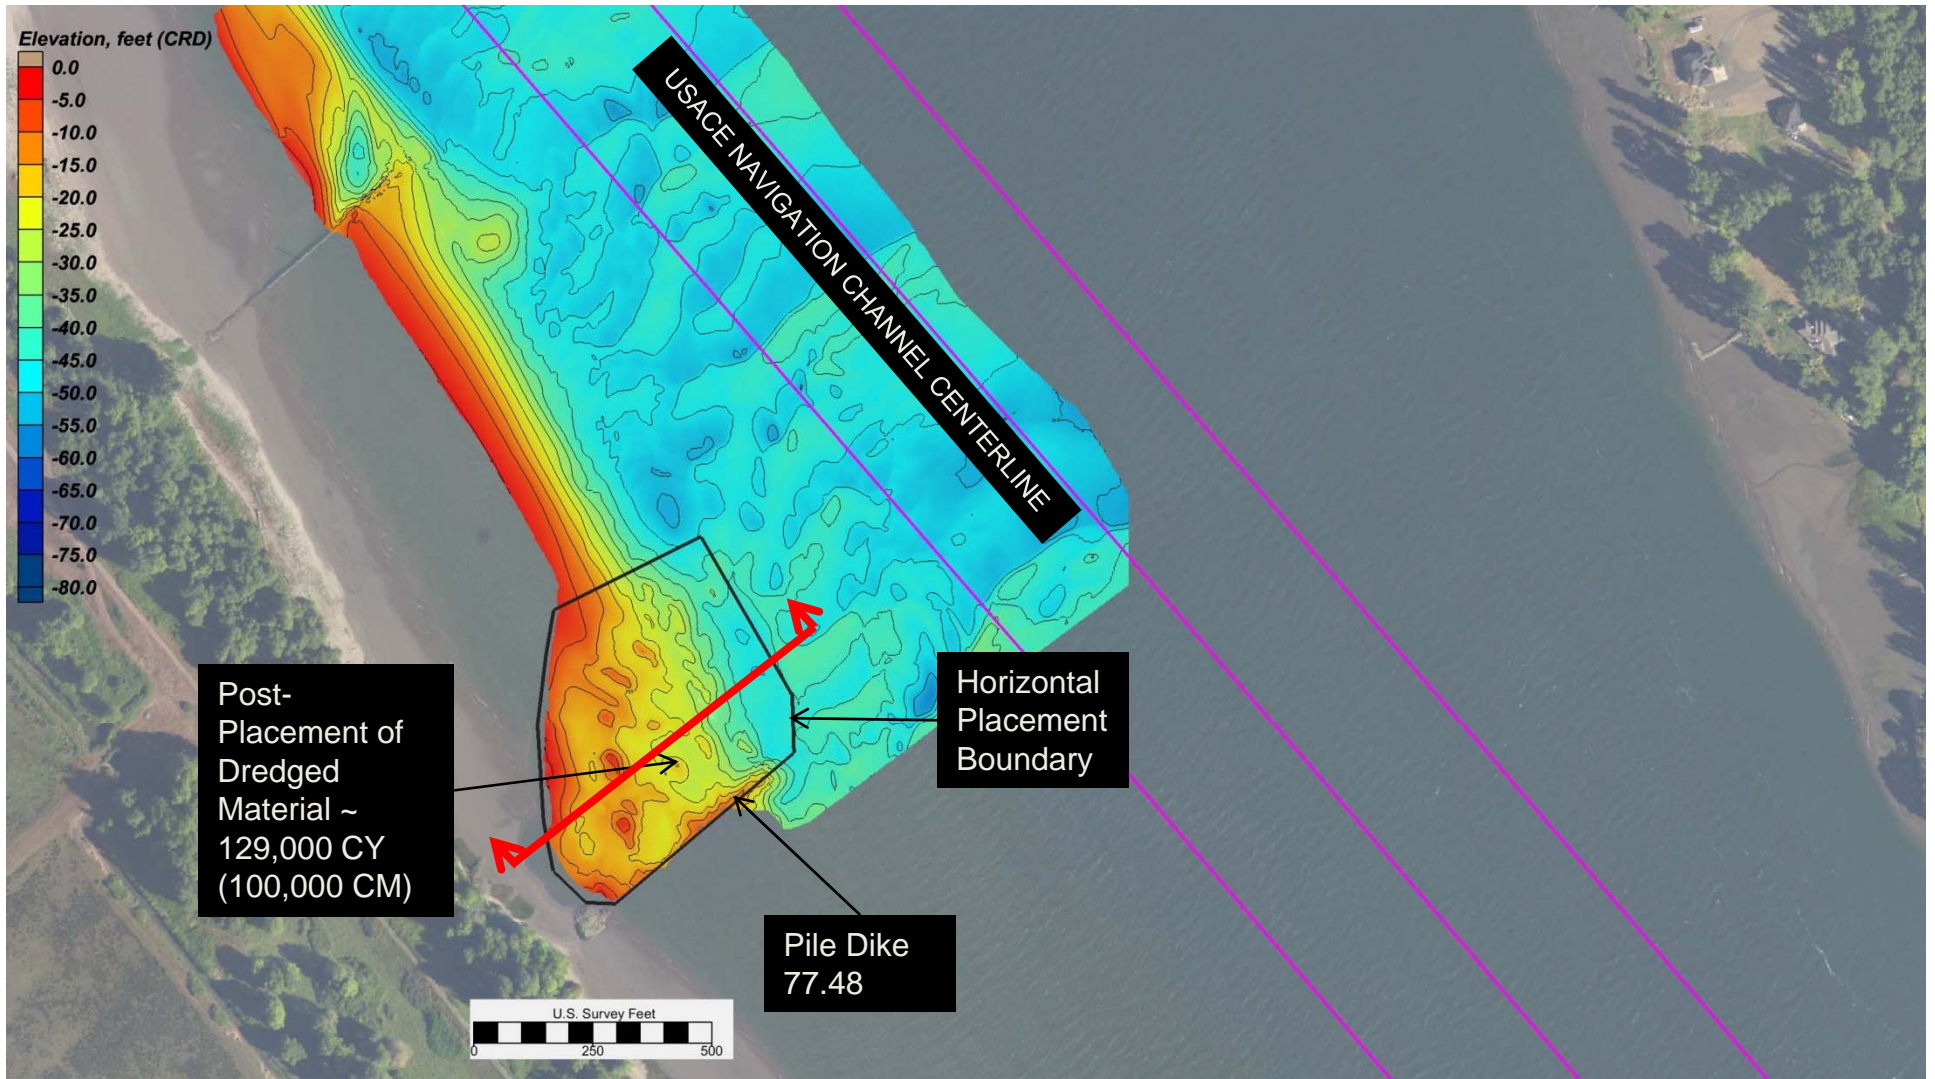 Elevation, feet (CRD)
0.0
-5.0
-10.0
-15.0
-20.0
-25.0
-30.0
-35.0
-40.0
-45.0
-50.0
-55.0
-60.0
-65.0
-70.0
-75.0
-80.0
USACE NAVIGATION CHANNEL CENTERLINE
Post-
Placement of
Dredged
Material ~
129,000 CY
(100,000 CM)
Horizontal
Placement
Boundary
Pile Dike
77.48
U.S. Survey Feet
0 250 500